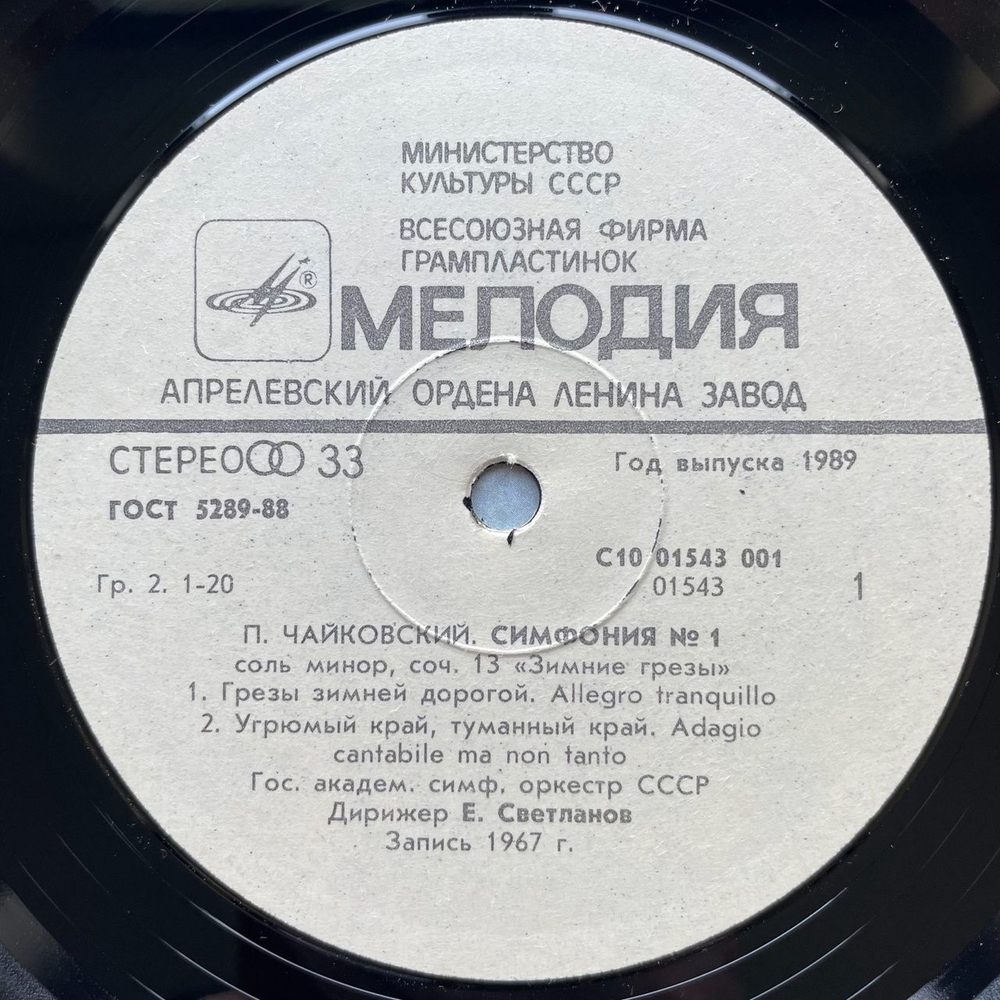 МИНИСТЕРСТВО
КУЛЬТУРЫ СССР
ВСЕСОЮЗНАЯ ФИРМА
ГРАМПЛАСТИНОК
®
МЕЛОДИЯ
АПРЕЛЕВСКИЙ ОРДЕНА ЛЕНИНА ЗАВОД
СТЕРЕО 33
Год выпуска 1989
ГОСТ 5289-88
С10 01543 001
Гр. 2. 1-20
01543
1
П. ЧАЙКОВСКИЙ. СИМФОНИЯ № 1
соль минор, соч. 13 «Зимние грезы»
1. Грезы зимней дорогой. Allegro tranquillo
2. Угрюмый край, туманный край. Adagio
cantabile ma non tanto
Гос. академ. симф. оркестр СССР
Дирижер Е. Светланов
Запись 1967 г.